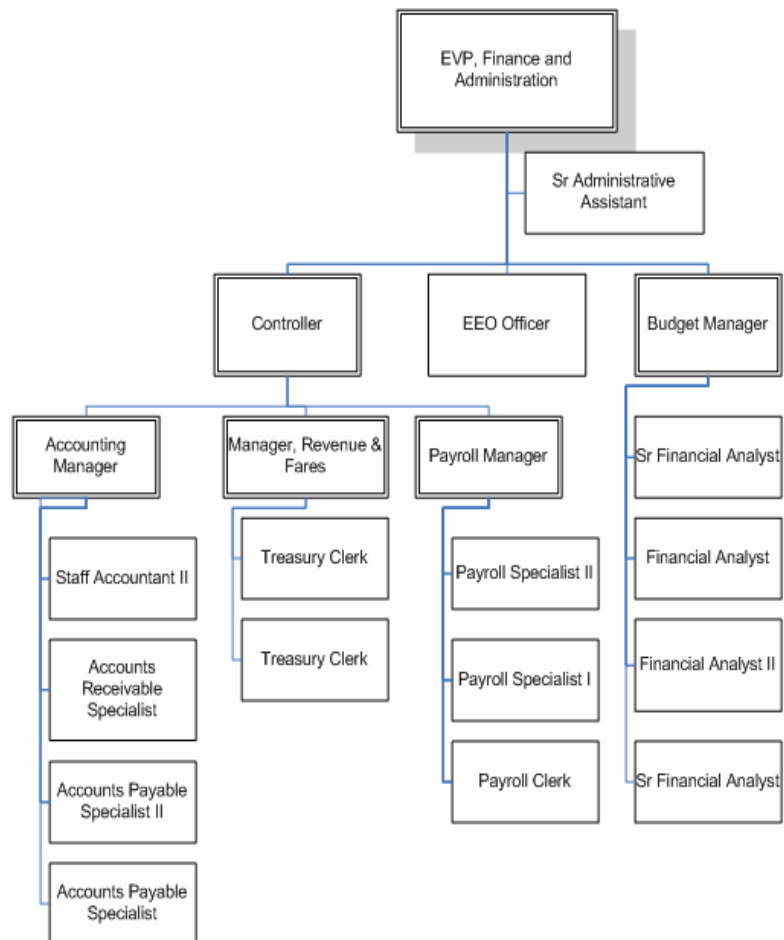 EVP, Finance and
Administration
Sr Administrative
Assistant
Controller
EEO Officer
Budget Manager
Accounting
Manager
Manager, Revenue &
Fares
Payroll Manager
Staff Accountant II
Accounts
Receivable
Specialist
Accounts Payable
Specialist II
Accounts Payable
Specialist
Treasury Clerk
Treasury Clerk
Payroll Specialist II
Payroll Specialist I
Payroll Clerk
Sr Financial Analyst
Financial Analyst
Financial Analyst II
Sr Financial Analyst